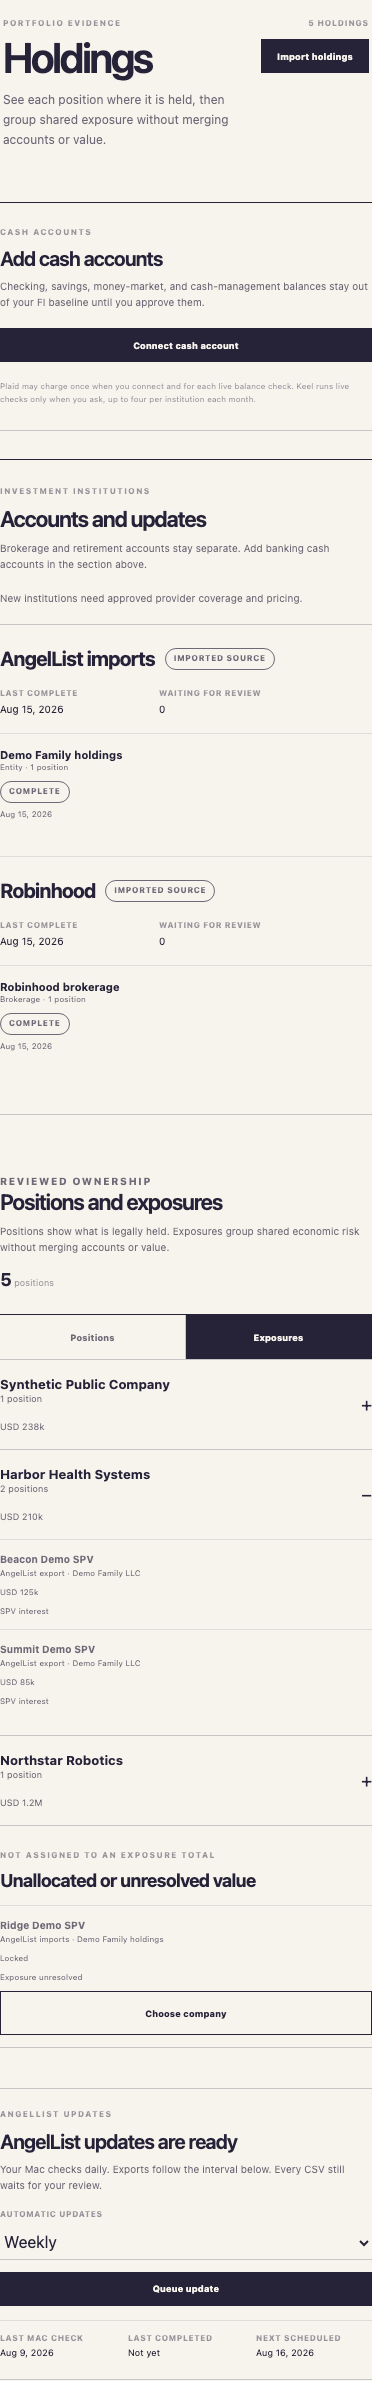 PORTFOLIO EVIDENCE
5 HOLDINGS
Holdings
Import holdings
See each position where it is held, then
group shared exposure without merging
accounts or value.
CASH ACCOUNTS
Add cash accounts
Checking, savings, money-market, and cash-management balances stay out
of your FI baseline until you approve them.
Connect cash account
Plaid may charge once when you connect and for each live balance check. Keel runs live
checks only when you ask, up to four per institution each month.
INVESTMENT INSTITUTIONS
Accounts and updates
Brokerage and retirement accounts stay separate. Add banking cash
accounts in the section above.
New institutions need approved provider coverage and pricing.
AngelList imports
IMPORTED SOURCE
LAST COMPLETE
WAITING FOR REVIEW
Aug 15, 2026
0
Demo Family holdings
Entity · 1 position
COMPLETE
Aug 15, 2026
Robinhood
IMPORTED SOURCE
LAST COMPLETE
WAITING FOR REVIEW
Aug 15, 2026
0
Robinhood brokerage
Brokerage · 1 position
COMPLETE
Aug 15, 2026
REVIEWED OWNERSHIP
Positions and exposures
Positions show what is legally held. Exposures group shared economic risk
without merging accounts or value.
5 positions
Positions
Exposures
Synthetic Public Company
1 position
+
USD 238k
Harbor Health Systems
2 positions
−
USD 210k
Beacon Demo SPV
AngelList export · Demo Family LLC
USD 125k
SPV interest
Summit Demo SPV
AngelList export · Demo Family LLC
USD 85k
SPV interest
Northstar Robotics
1 position
+
USD 1.2M
NOT ASSIGNED TO AN EXPOSURE TOTAL
Unallocated or unresolved value
Ridge Demo SPV
AngelList imports · Demo Family holdings
Locked
Exposure unresolved
Choose company
ANGELLIST UPDATES
AngelList updates are ready
Your Mac checks daily. Exports follow the interval below. Every CSV still
waits for your review.
AUTOMATIC UPDATES
Weekly
Queue update
LAST MAC CHECK
LAST COMPLETED
NEXT SCHEDULED
Aug 9, 2026
Not yet
Aug 16, 2026